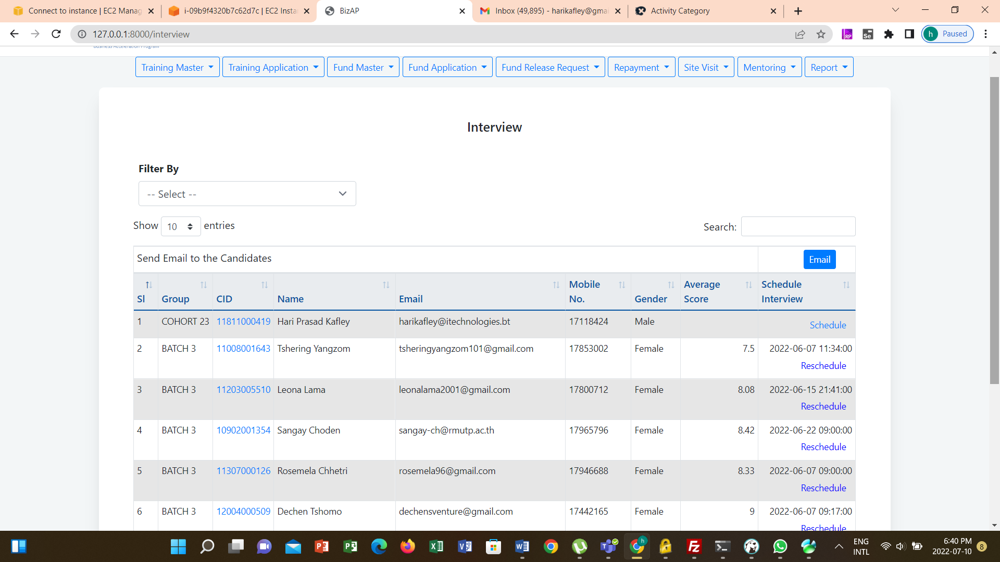 Connect to instance | EC2 Manag
i-09b9f4320b7c62d7c | EC2 Insta
BizAP
Inbox (49,895) - harikafley@gmai
Activity Category
127.0.0.1:8000/interview
RP
Se
h Paused
Business Acceleration Program
Training Master
Training Application
Fund Master
Fund Application
Fund Release Request
Repayment
Site Visit
Mentoring
Report
Interview
Filter By
-- Select --
Show 10 entries
Search:
Send Email to the Candidates
Email
Sl Group CID Name Email Mobile No. Gender Average Score Schedule Interview
1 COHORT 23 11811000419 Hari Prasad Kafley harikafley@itechnologies.bt 17118424 Male Schedule
2 BATCH 3 11008001643 Tshering Yangzom tsheringyangzom101@gmail.com 17853002 Female 7.5 2022-06-07 11:34:00
Reschedule
3 BATCH 3 11203005510 Leona Lama leonalama2001@gmail.com 17800712 Female 8.08 2022-06-15 21:41:00
Reschedule
4 BATCH 3 10902001354 Sangay Choden sangay-ch@rmutp.ac.th 17965796 Female 8.42 2022-06-22 09:00:00
Reschedule
5 BATCH 3 11307000126 Rosemela Chhetri rosemela96@gmail.com 17946688 Female 8.33 2022-06-07 09:00:00
Reschedule
6 BATCH 3 12004000509 Dechen Tshomo dechensventure@gmail.com 17442165 Female 9 2022-06-07 09:17:00
Reschedule
h
ENG
INTL
6:40 PM
2022-07-10
8